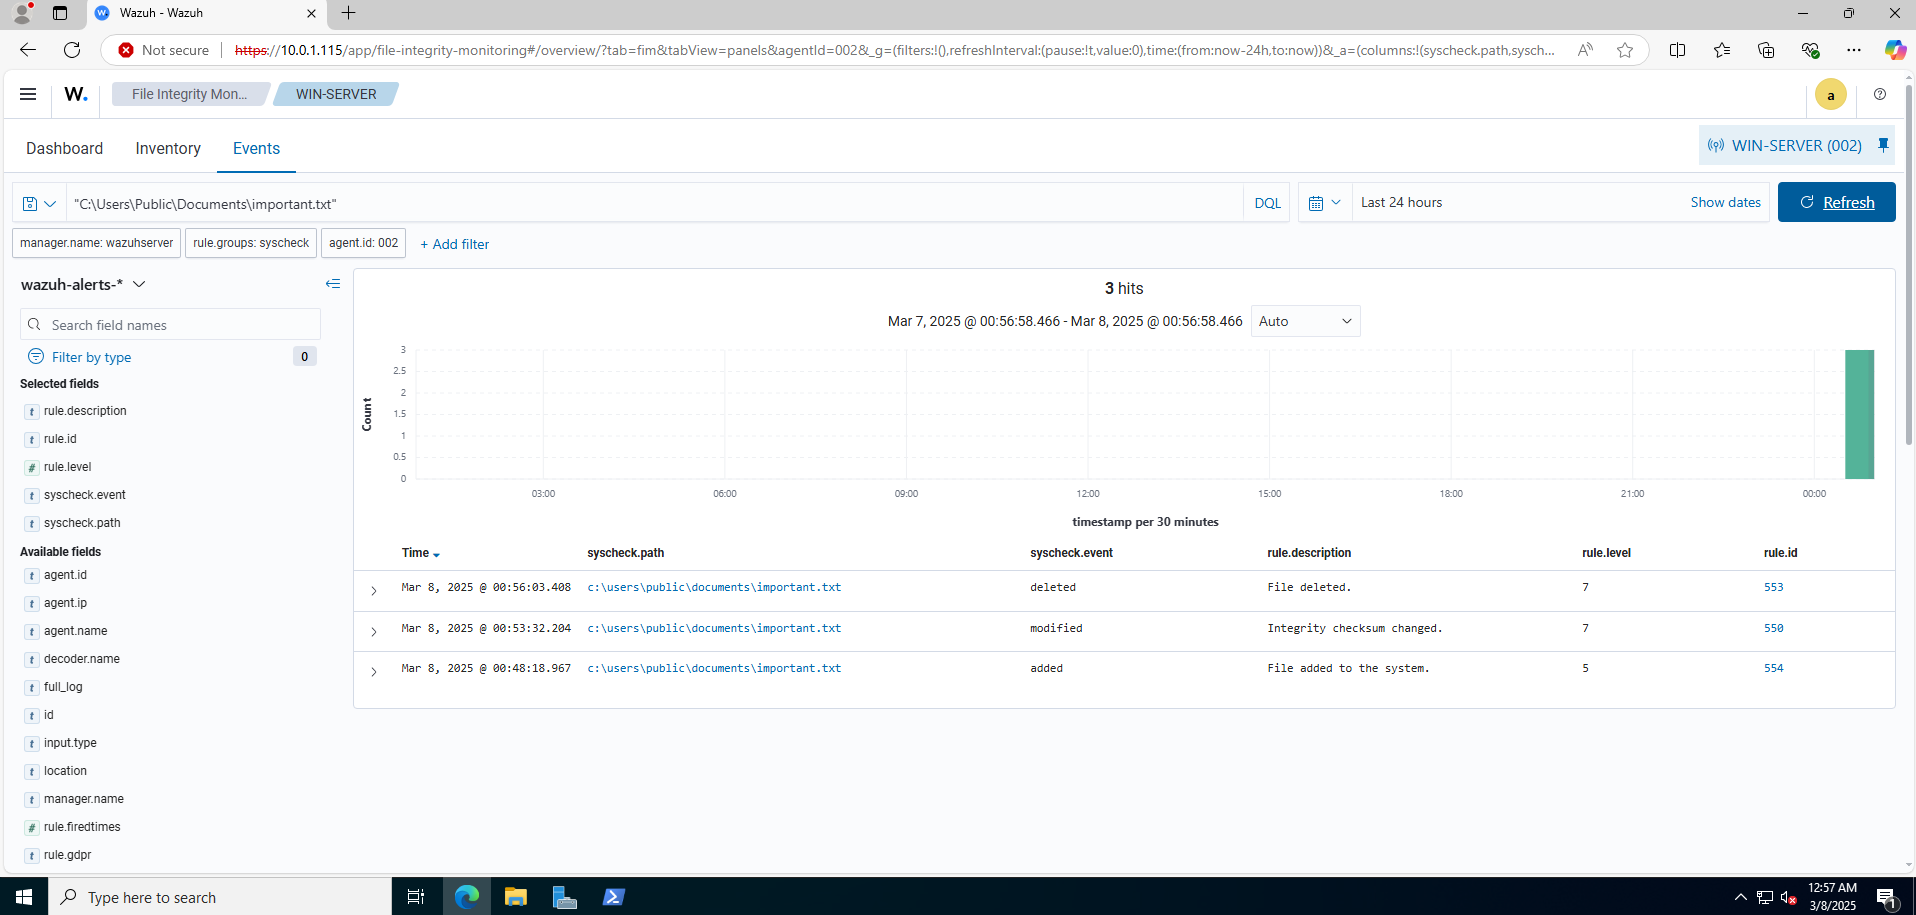 Wazuh - Wazuh
Not secure https://10.0.1.115/app/file-integrity-monitoring#/overview/?tab=fim&tabView=panels&agentId=002&_g=(filters:!(),refreshInterval:(pause:!t,value:0),time:(from:now-24h,to:now))&_a=(columns:!(syscheck.path,sysch...
W. File Integrity Mon... WIN-SERVER a
Dashboard Inventory Events WIN-SERVER (002)
"C:\Users\Public\Documents\important.txt" DQL Last 24 hours Show dates Refresh
manager.name: wazuhserver rule.groups: syscheck agent.id: 002 + Add filter
wazuh-alerts-*
Search field names
Filter by type 0
Selected fields
t rule.description
t rule.id
# rule.level
t syscheck.event
t syscheck.path
Available fields
t agent.id
t agent.ip
t agent.name
t decoder.name
t full_log
t id
t input.type
t location
t manager.name
# rule.firedtimes
t rule.gdpr
3 hits
Mar 7, 2025 @ 00:56:58.466 - Mar 8, 2025 @ 00:56:58.466 Auto
Count
3
2.5
2
1.5
1
0.5
0
03:00 06:00 09:00 12:00 15:00 18:00 21:00 00:00
timestamp per 30 minutes
Time syscheck.path syscheck.event rule.description rule.level rule.id
Mar 8, 2025 @ 00:56:03.408 c:\users\public\documents\important.txt deleted File deleted. 7 553
Mar 8, 2025 @ 00:53:32.204 c:\users\public\documents\important.txt modified Integrity checksum changed. 7 550
Mar 8, 2025 @ 00:48:18.967 c:\users\public\documents\important.txt added File added to the system. 5 554
Type here to search
12:57 AM
3/8/2025
1